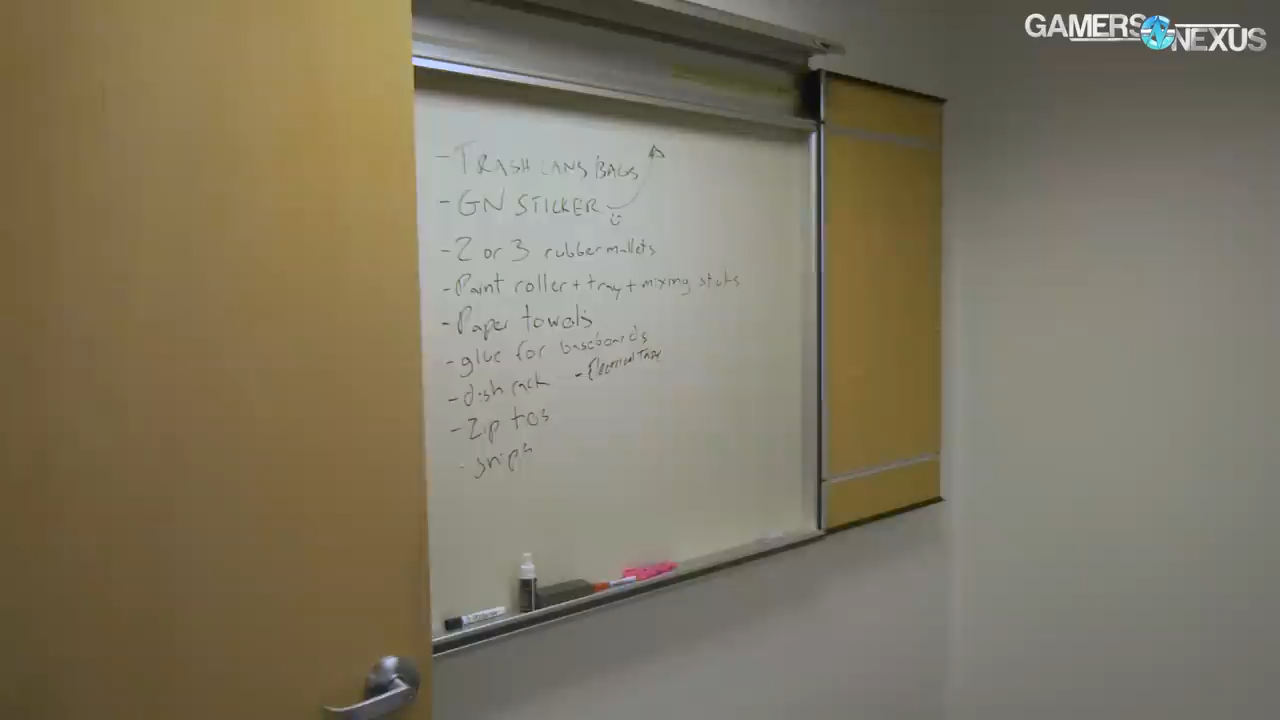 GAMERS NEXUS
- TRASH CANS/BAGS
- GN STICKER
- 2 or 3 rubber mallets
- Paint roller + tray + mixing sticks
- Paper towels
- glue for baseboards
- dish rack - Electrical Tape
- Zip ties
- snips